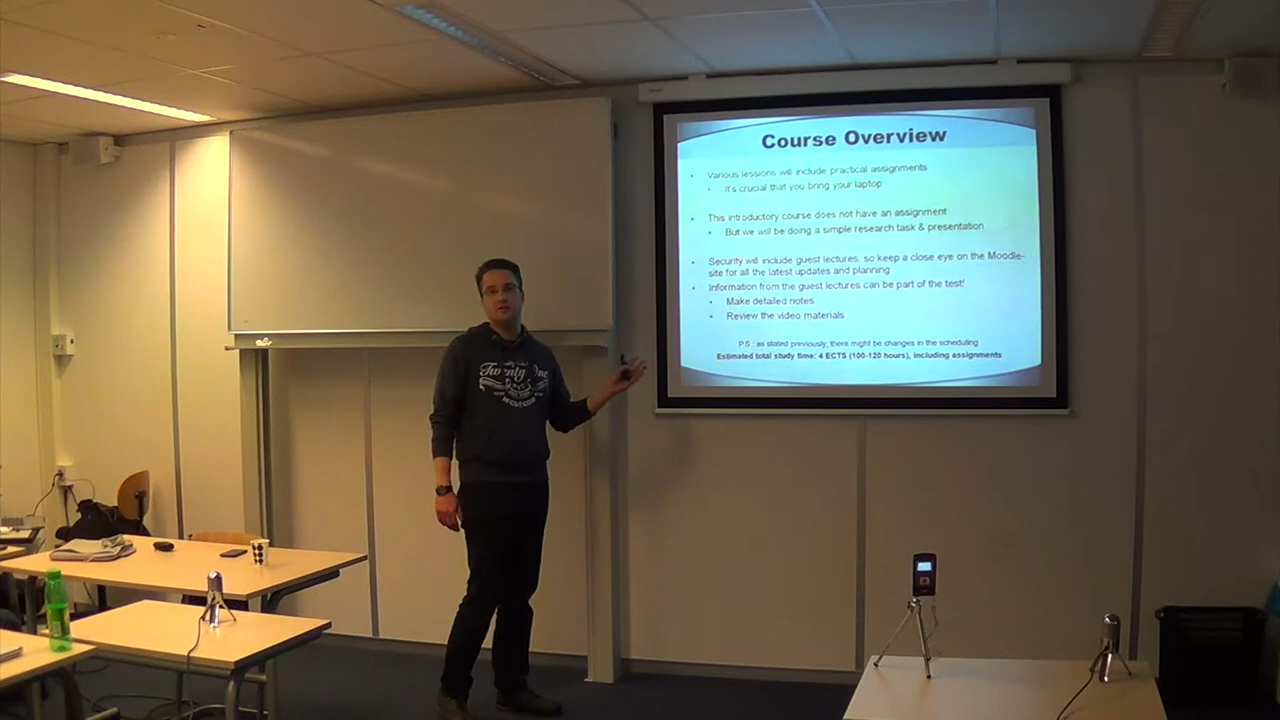 Course Overview
Various lessions will include practical assignments
It's crucial that you bring your laptop
This introductory course does not have an assignment
But we will be doing a simple research task & presentation
Security will include guest lectures, so keep a close eye on the Moodle-
site for all the latest updates and planning
Information from the guest lectures can be part of the test!
Make detailed notes
Review the video materials
P.S.: as stated previously, there might be changes in the scheduling
Estimated total study time: 4 ECTS (100-120 hours), including assignments
Twenty One